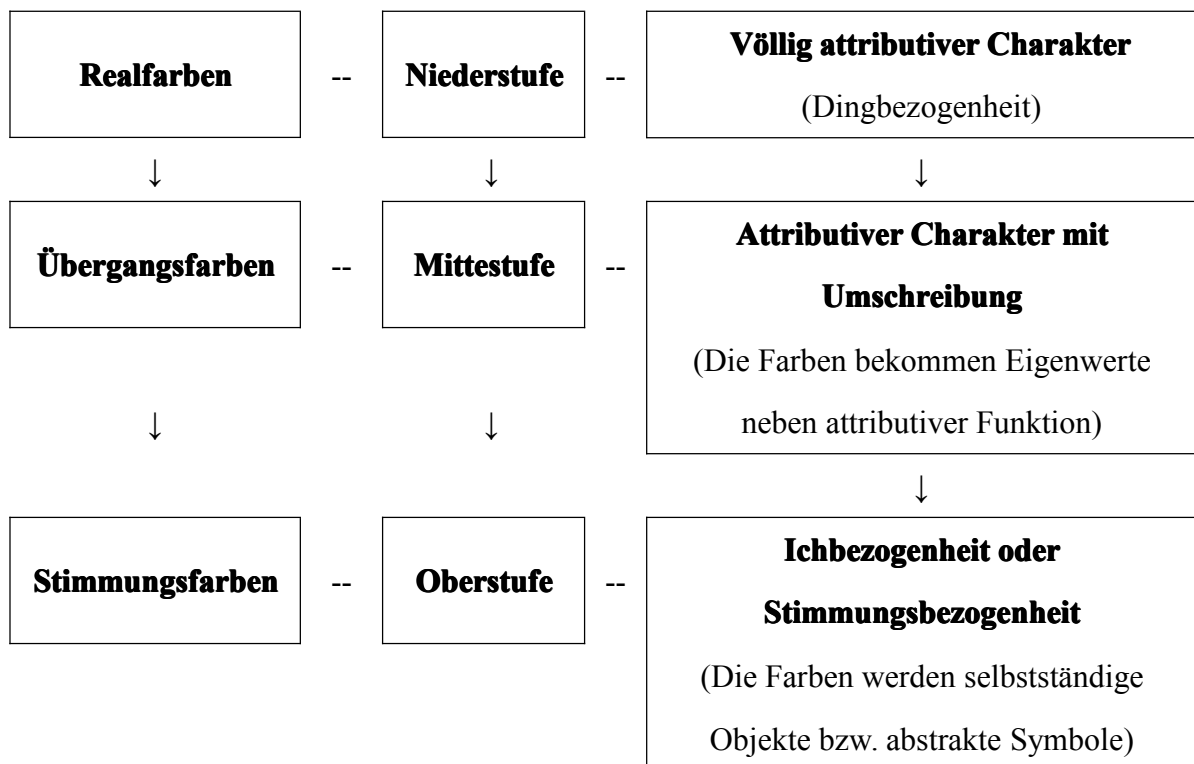 Realfarben -- Niederstufe -- Völlig attributiver Charakter
(Dingbezogenheit)
↓ ↓ ↓
Übergangsfarben -- Mittestufe -- Attributiver Charakter mit
Umschreibung
(Die Farben bekommen Eigenwerte
neben attributiver Funktion)
↓ ↓
↓
Stimmungsfarben -- Oberstufe -- Ichbezogenheit oder
Stimmungsbezogenheit
(Die Farben werden selbstständige
Objekte bzw. abstrakte Symbole)